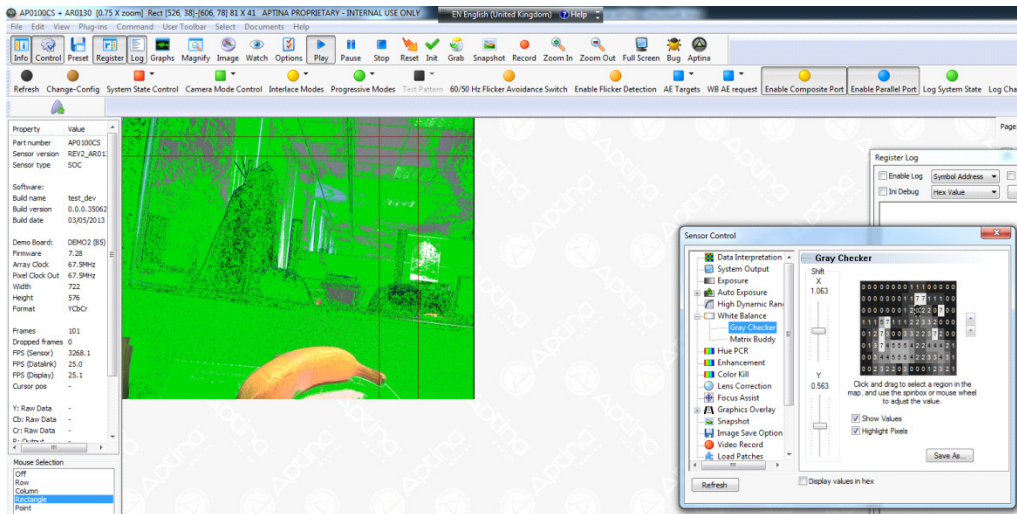 AP0100CS + AR0130 [0.75 X zoom] Rect [526, 38]-[606, 78] 81 X 41 APTINA PROPRIETARY - INTERNAL USE ONLY
EN English (United Kingdom) Help
File Edit View Plug-ins Command User Toolbar Select Documents Help
Info Control Preset Register Log Graphs Magnify Image Watch Options Play Pause Stop Reset Init Grab Snapshot Record Zoom In Zoom Out Full Screen Bug Aptina
Refresh Change-Config System State Control Camera Mode Control Interlace Modes Progressive Modes Test Pattern 60/50 Hz Flicker Avoidance Switch Enable Flicker Detection AE Targets WB AE request Enable Composite Port Enable Parallel Port Log System State Log Cha
Property Value
Part number AP0100CS
Sensor version REV2_AR01
Sensor type SOC
Software:
Build name test_dev
Build version 0.0.0.35062
Build date 03/05/2013
Demo Board: DEMO2 (B5)
Firmware 7.28
Array Clock 67.5MHz
Pixel Clock Out 67.5MHz
Width 722
Height 576
Format YCbCr
Frames 101
Dropped frames 0
FPS (Sensor) 3268.1
FPS (Datalink) 25.0
FPS (Display) 25.1
Cursor pos -
Y: Raw Data -
Cb: Raw Data -
Cr: Raw Data -
Mouse Selection
Off
Row
Column
Rectangle
Point
Page
Register Log
Enable Log Symbol Address
Ini Debug Hex Value
Sensor Control
Data Interpretation
System Output
Exposure
Auto Exposure
High Dynamic Ran
White Balance
Gray Checker
Matrix Buddy
Hue PCR
Enhancement
Color Kill
Lens Correction
Focus Assist
Graphics Overlay
Snapshot
Image Save Option
Video Record
Load Patches
Refresh
Gray Checker
Shift
X
1.063
Y
0.563
Click and drag to select a region in the
map, and use the spinbox or mouse wheel
to adjust the value.
Show Values
Highlight Pixels
Save As...
Display values in hex
APTINA